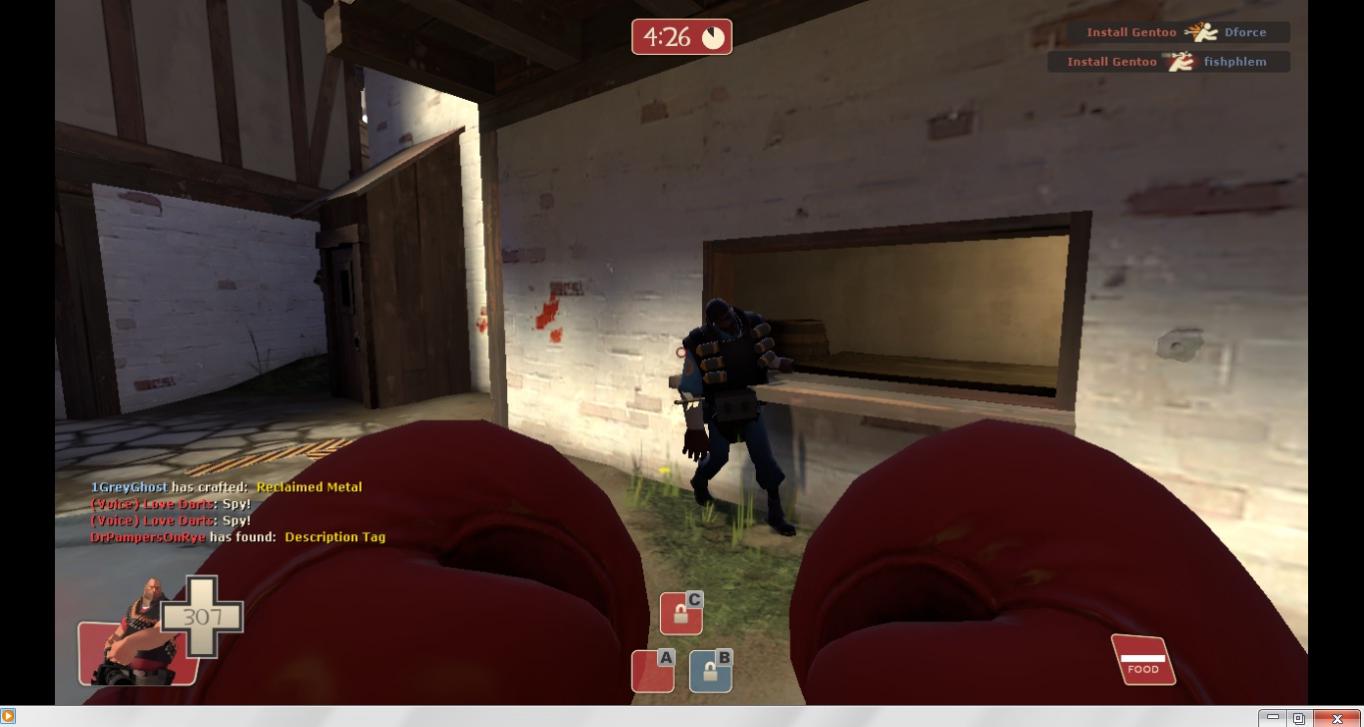 4:26
Install Gentoo Dforce
Install Gentoo fishphlem
1GreyGhost has crafted: Reclaimed Metal
(Voice) Love Darts: Spy!
(Voice) Love Darts: Spy!
DrPampersOnRye has found: Description Tag
307
C
A B
FOOD